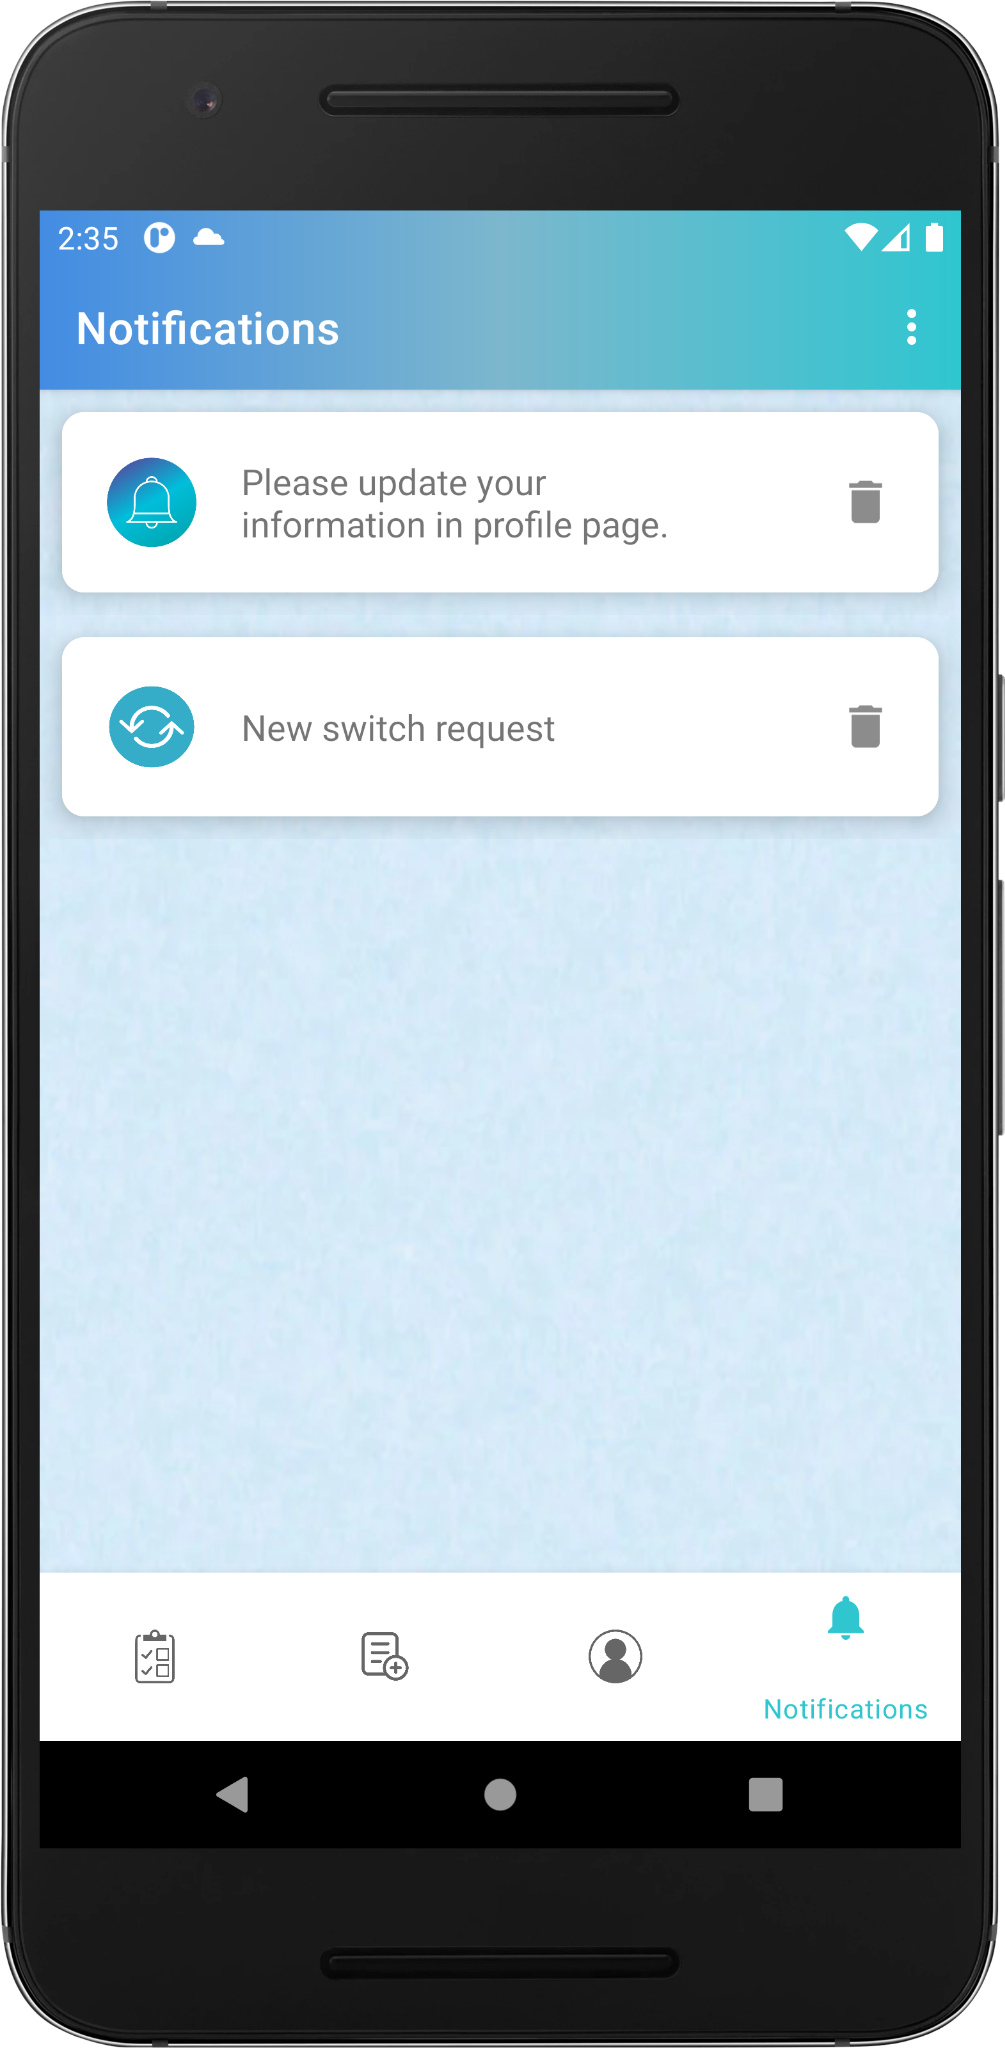 2:35
Notifications
Please update your
information in profile page.
New switch request
Notifications